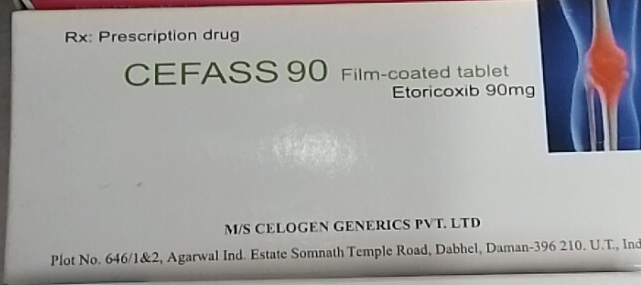 Rx: Prescription drug
CEFASS 90 Film-coated tablet
Etoricoxib 90mg
M/S CELOGEN GENERICS PVT. LTD
Plot No. 646/1&2, Agarwal Ind. Estate Somnath Temple Road, Dabhel, Daman-396 210. U.T., Ind